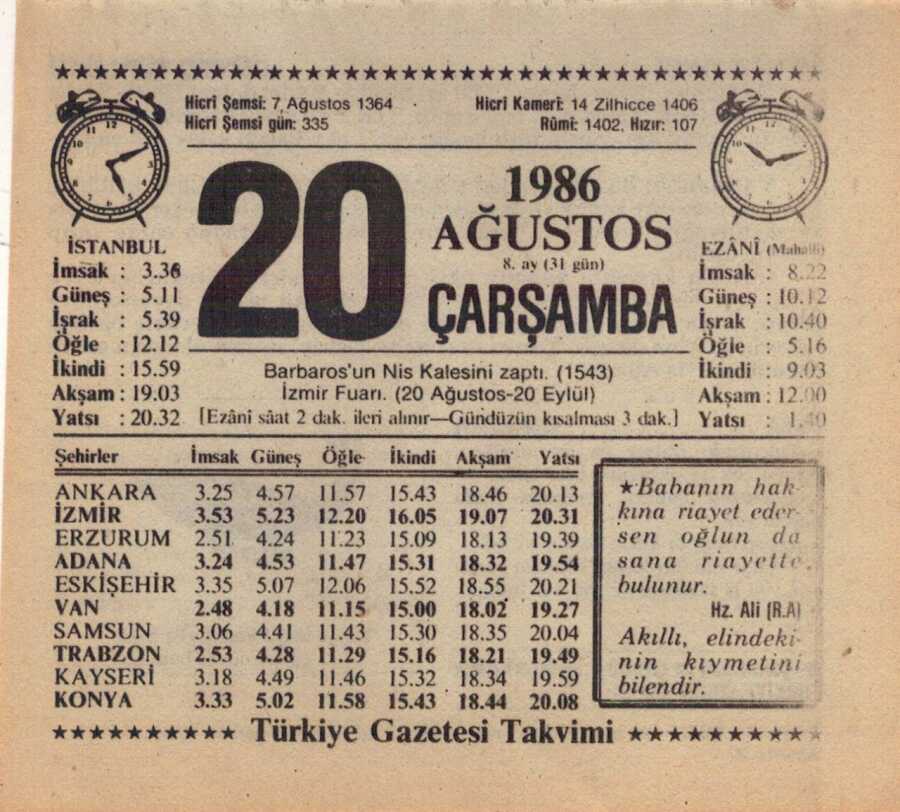 Hicrî Şemsî: 7, Ağustos 1364
Hicrî Kamerî: 14 Zilhicce 1406
Hicrî Şemsî gün: 335
Rûmi: 1402, Hızır: 107
20
1986
AĞUSTOS
8. ay (31 gün)
ÇARŞAMBA
İSTANBUL
İmsak : 3.36
Güneş : 5.11
İşrak : 5.39
Öğle : 12.12
İkindi : 15.59
Akşam : 19.03
Yatsı : 20.32
EZÂNÎ (Mahalli)
İmsak : 8.22
Güneş : 10.12
İşrak : 10.40
Öğle : 5.16
İkindi : 9.03
Akşam : 12.00
Yatsı : 1.40
Barbaros'un Nis Kalesini zaptı. (1543)
İzmir Fuarı. (20 Ağustos-20 Eylül)
[Ezânî sâat 2 dak. ileri alınır—Gündüzün kısalması 3 dak.]
Şehirler İmsak Güneş Öğle İkindi Akşam Yatsı
ANKARA 3.25 4.57 11.57 15.43 18.46 20.13
İZMİR 3.53 5.23 12.20 16.05 19.07 20.31
ERZURUM 2.51 4.24 11.23 15.09 18.13 19.39
ADANA 3.24 4.53 11.47 15.31 18.32 19.54
ESKİŞEHİR 3.35 5.07 12.06 15.52 18.55 20.21
VAN 2.48 4.18 11.15 15.00 18.02 19.27
SAMSUN 3.06 4.41 11.43 15.30 18.35 20.04
TRABZON 2.53 4.28 11.29 15.16 18.21 19.49
KAYSERİ 3.18 4.49 11.46 15.32 18.34 19.59
KONYA 3.33 5.02 11.58 15.43 18.44 20.08
★Babanın hak-
kına riayet eder-
sen oğlun da
sana riayette
bulunur.
Hz. Ali (R.A)
Akıllı, elindeki-
nin kıymetini
bilendir.
★★★★★★★★★★ Türkiye Gazetesi Takvimi ★★★★★★★★★★